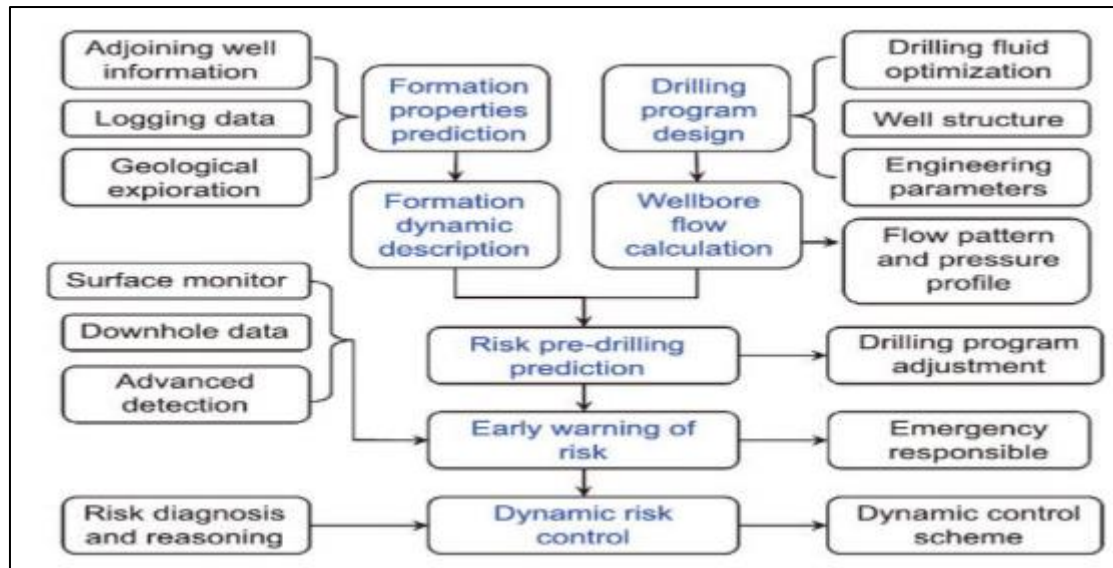 Adjoining well
information
Logging data
Geological
expioration
Formation
properties
prediction
Drilling
program
design
Drilling fluid
optimization
Well structure
Engineering
parameters
Formation
dynamic
description
Wellbore
flow
calculation
Flow pattern
and pressure
profile
Surface monitor
Downhole data
Advanced
detection
Risk pre-drilling
prediction
Drilling program
adjustment
Early warning of
risk
Emergency
responsible
Risk diagnosis
and reasoning
Dynamic risk
control
Dynamic control
scheme